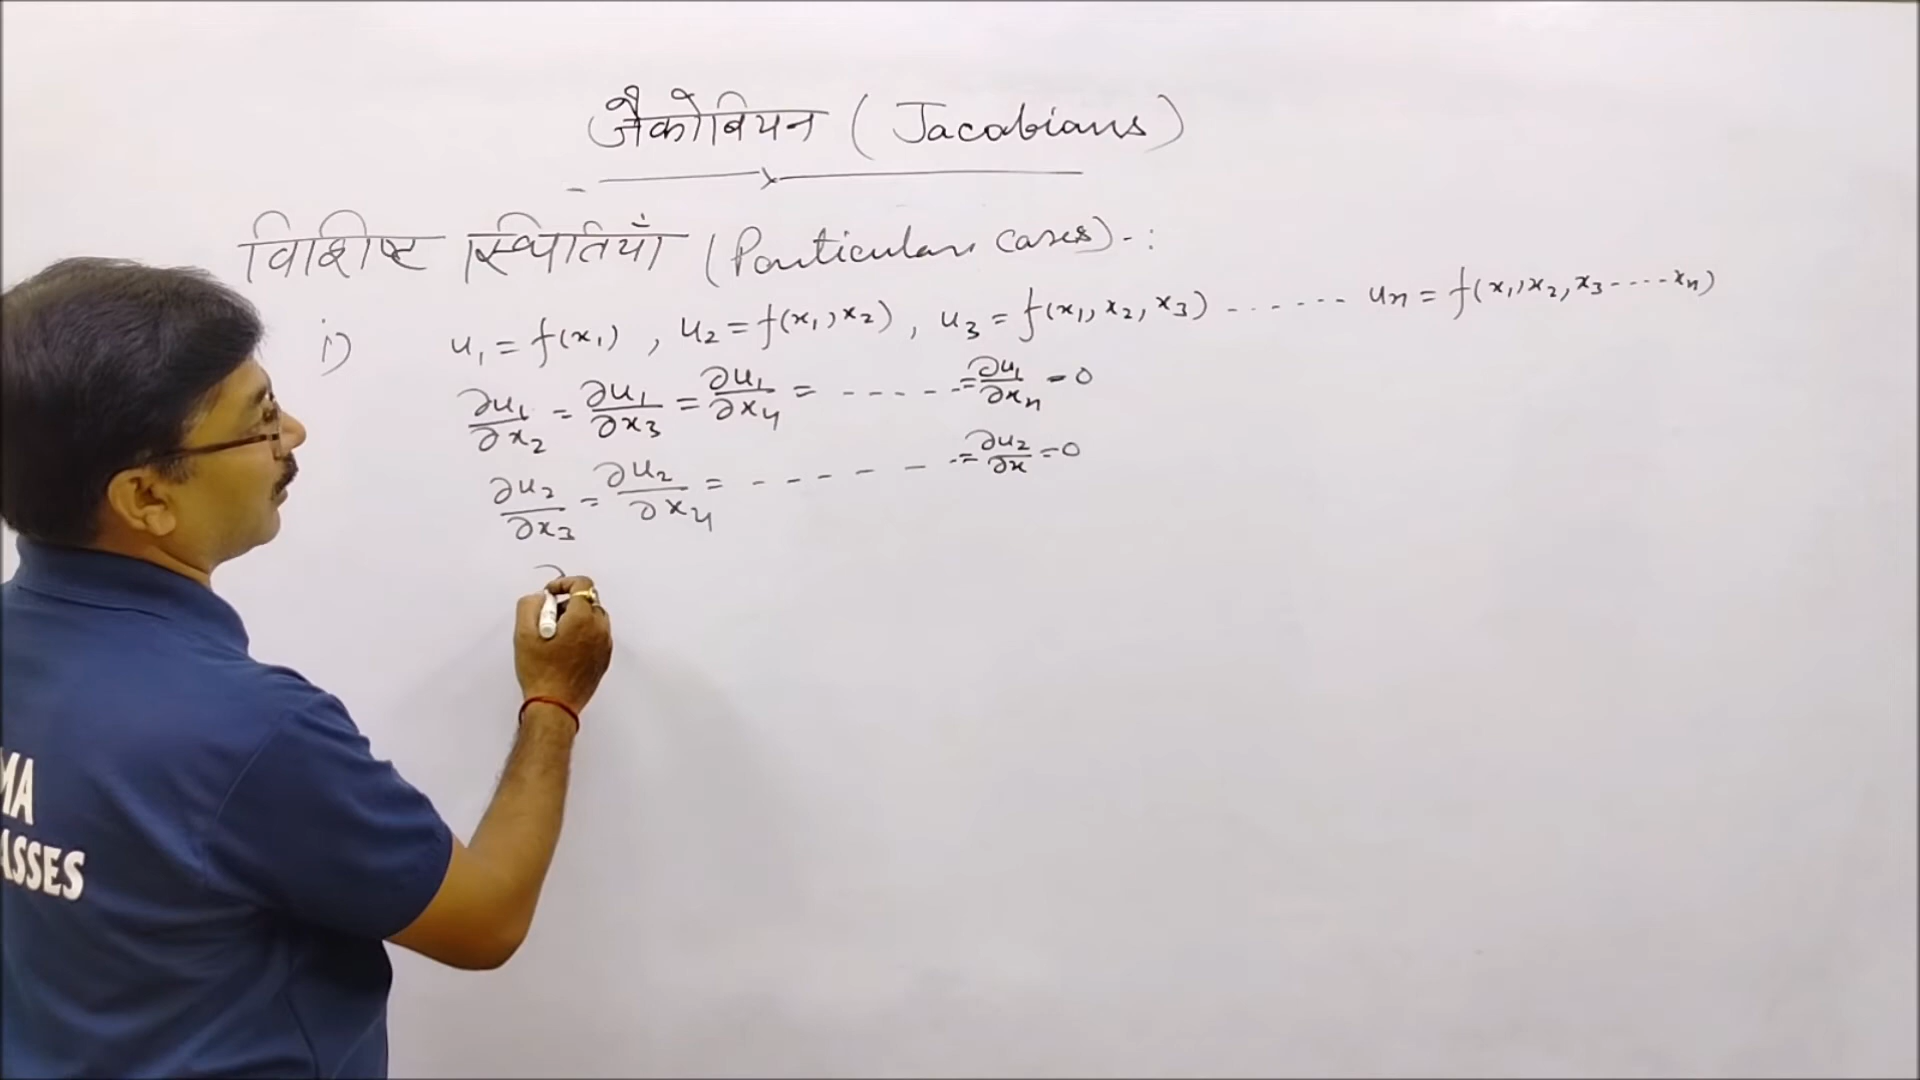 जैकोबियन (Jacobians)
विशिष्ट स्थितियाँ (Particular cases)-:
i) u₁ = f(x₁) , u₂ = f(x₁, x₂) , u₃ = f(x₁, x₂, x₃) ------ uₙ = f(x₁, x₂, x₃-----xₙ)
∂u₁/∂x₂ = ∂u₁/∂x₃ = ∂u₁/∂x₄ = ----- = ∂u₁/∂xₙ = 0
∂u₂/∂x₃ = ∂u₂/∂x₄ = ------ = ∂u₂/∂x = 0
∂
MA
ASSES